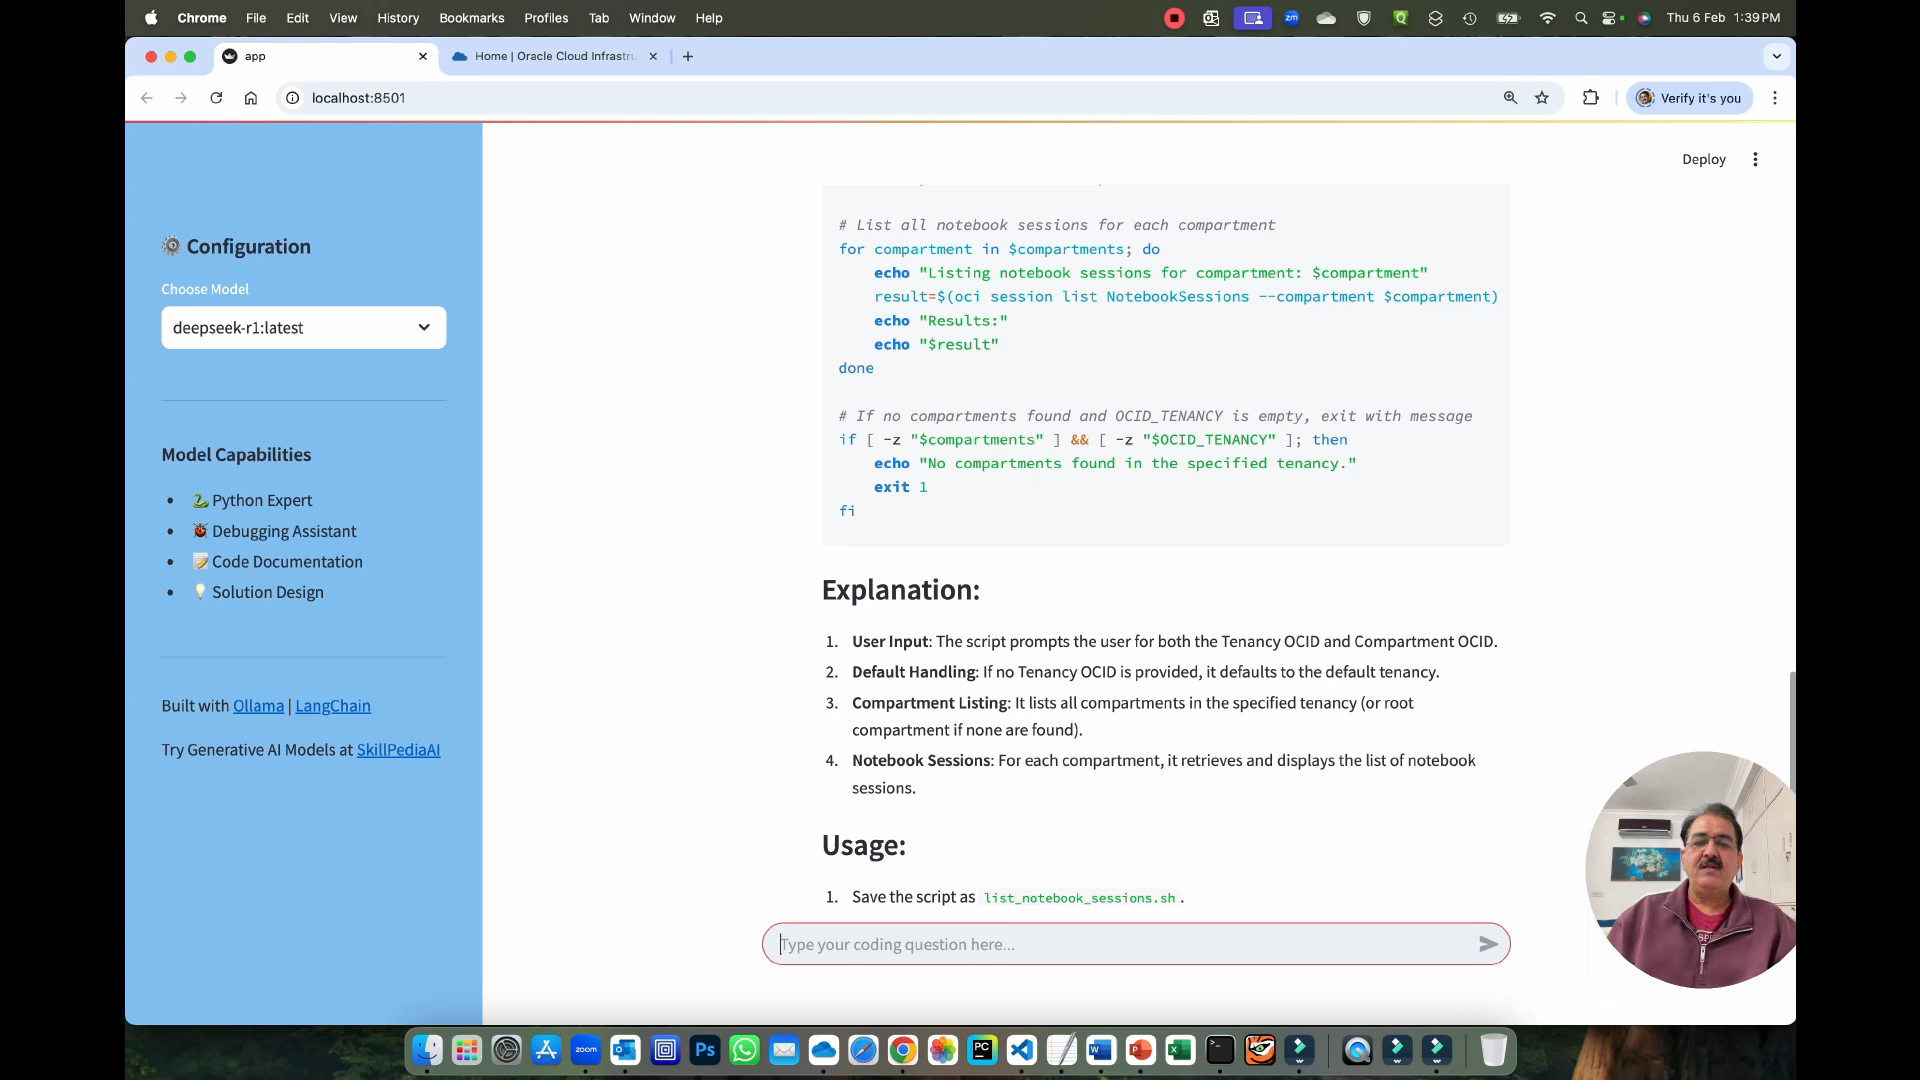 Chrome File Edit View History Bookmarks Profiles Tab Window Help
Thu 6 Feb 1:39 PM
app
Home | Oracle Cloud Infrastru
localhost:8501
Verify it's you
Deploy
Configuration
Choose Model
deepseek-r1:latest
Model Capabilities
• Python Expert
• Debugging Assistant
• Code Documentation
• Solution Design
Built with Ollama | LangChain
Try Generative AI Models at SkillPediaAI
# List all notebook sessions for each compartment
for compartment in $compartments; do
echo "Listing notebook sessions for compartment: $compartment"
result=$(oci session list NotebookSessions --compartment $compartment)
echo "Results:"
echo "$result"
done
# If no compartments found and OCID_TENANCY is empty, exit with message
if [ -z "$compartments" ] && [ -z "$OCID_TENANCY" ]; then
echo "No compartments found in the specified tenancy."
exit 1
fi
Explanation:
1. User Input: The script prompts the user for both the Tenancy OCID and Compartment OCID.
2. Default Handling: If no Tenancy OCID is provided, it defaults to the default tenancy.
3. Compartment Listing: It lists all compartments in the specified tenancy (or root
compartment if none are found).
4. Notebook Sessions: For each compartment, it retrieves and displays the list of notebook
sessions.
Usage:
1. Save the script as list_notebook_sessions.sh .
Type your coding question here...
zoom
Ps
PC